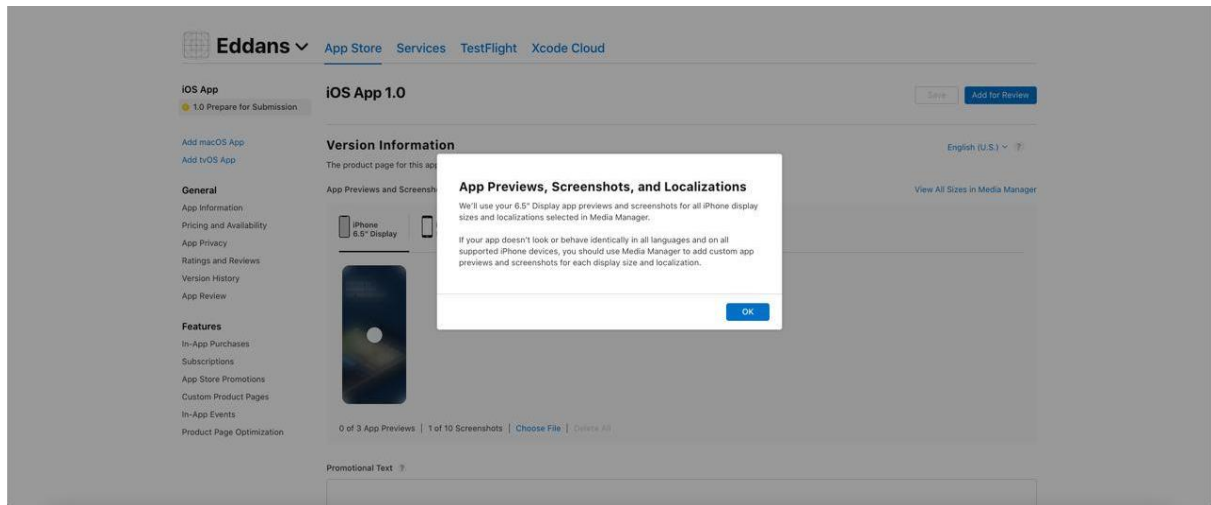 Eddans
App Store Services TestFlight Xcode Cloud
iOS App
1.0 Prepare for Submission
iOS App 1.0
Save Add for Review
Add macOS App
Add tvOS App
Version Information
English (U.S.) ?
The product page for this app
App Previews and Screensh
View All Sizes in Media Manager
General
App Information
Pricing and Availability
App Privacy
Ratings and Reviews
Version History
App Review
iPhone
6.5" Display
App Previews, Screenshots, and Localizations
We'll use your 6.5" Display app previews and screenshots for all iPhone display
sizes and localizations selected in Media Manager.
If your app doesn't look or behave identically in all languages and on all
supported iPhone devices, you should use Media Manager to add custom app
previews and screenshots for each display size and localization.
OK
Features
In-App Purchases
Subscriptions
App Store Promotions
Custom Product Pages
In-App Events
Product Page Optimization
0 of 3 App Previews | 1 of 10 Screenshots | Choose File | Delete All
Promotional Text ?